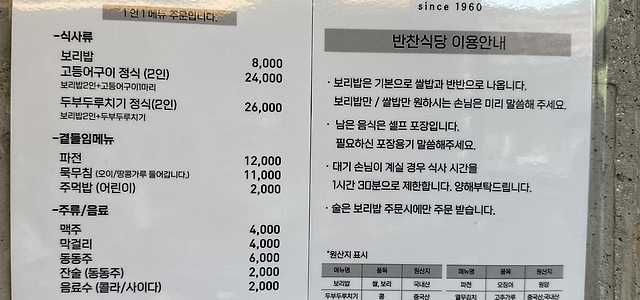 1인 1메뉴 주문입니다.
-식사류
보리밥 8,000
고등어구이 정식 (2인) 24,000
보리밥2인+고등어구이1마리
두부두루치기 정식(2인) 26,000
보리밥2인+두부두루치기
-곁들임메뉴
파전 12,000
묵무침 (오이/땅콩가루 들어갑니다.) 11,000
주먹밥 (어린이) 2,000
-주류/음료
맥주 4,000
막걸리 4,000
동동주 6,000
잔술 (동동주) 2,000
음료수 (콜라/사이다) 2,000
since 1960
반찬식당 이용안내
· 보리밥은 기본으로 쌀밥과 반반으로 나옵니다.
보리밥만 / 쌀밥만 원하시는 손님은 미리 말씀해 주세요.
· 남은 음식은 셀프 포장입니다.
필요하신 포장용기 말씀해주세요.
· 대기 손님이 계실 경우 식사 시간을
1시간 30분으로 제한합니다. 양해부탁드립니다.
· 술은 보리밥 주문시에만 주문 받습니다.
*원산지 표시
메뉴명 품목 원산지 메뉴명 품목 원산지
보리밥 쌀, 보리 국내산 파전 오징어 원양
두부두루치기 콩 중국산 열무김치 고추가루 중국산,국내산